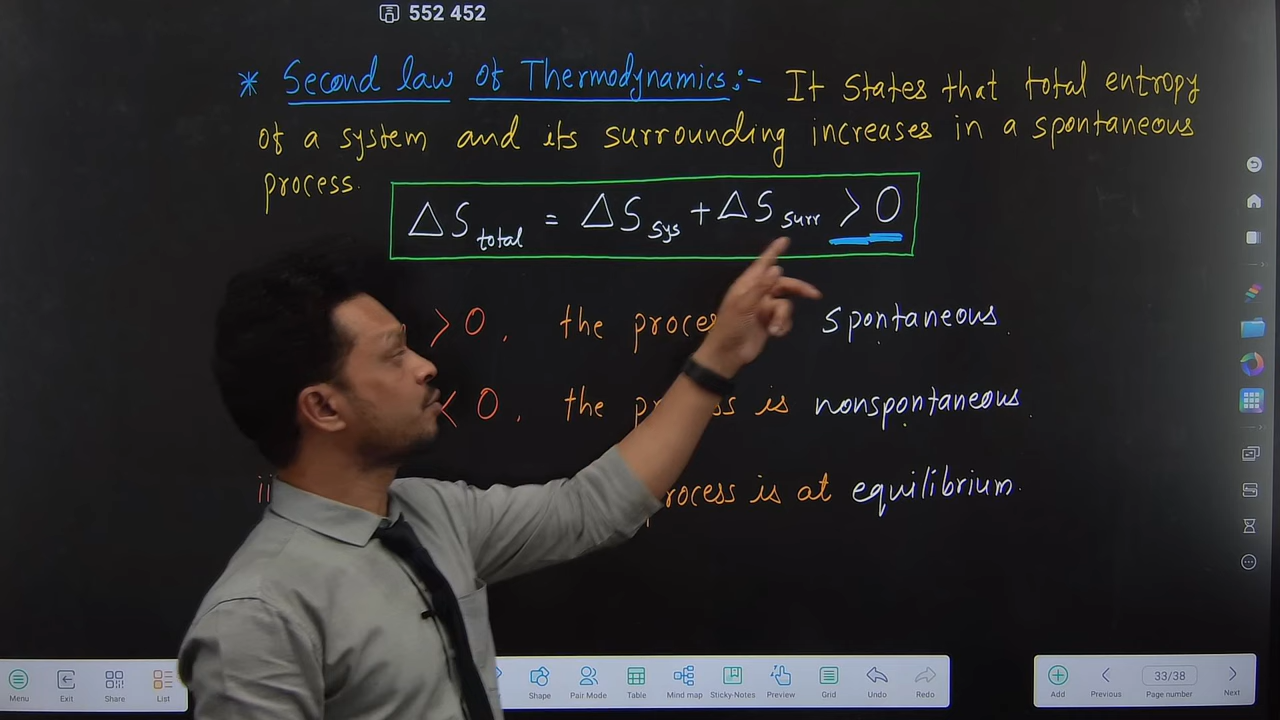 552 452
* Second law of Thermodynamics:- It States that total entropy
of a system and its surrounding increases in a spontaneous
process.
ΔS total = ΔS sys + ΔS surr > 0
> 0, the spontaneous.
< 0, the is nonspontaneous.
is at equilibrium.
Menu Exit Share List Shape Pair Mode Table Mind map Sticky-Notes Preview Grid Undo Redo Add Previous 33/38 Page number Next